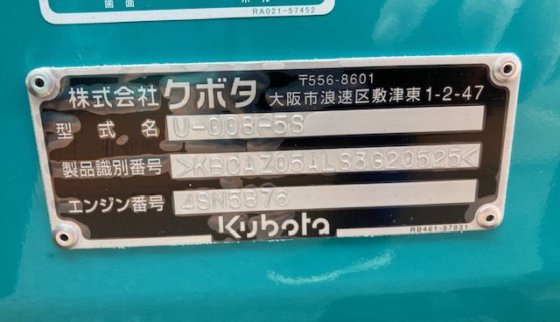 RA021-57452
株式会社クボタ
〒556-8601
大阪市浪速区敷津東1-2-47
型式名 U-008-5S
製品識別番号 >KBCAZ05ALS3G20525<
エンジン番号 4SN5876
Kubota
RB461-57831